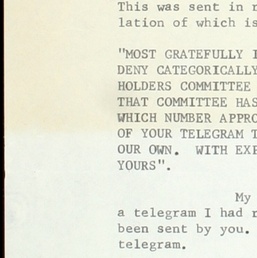 This was sent in r
lation of which is
"MOST GRATEFULLY I
DENY CATEGORICALLY
HOLDERS COMMITTEE
THAT COMMITTEE HAS
WHICH NUMBER APPRO
OF YOUR TELEGRAM T
OUR OWN. WITH EXP
YOURS".
My
a telegram I had r
been sent by you.
telegram.